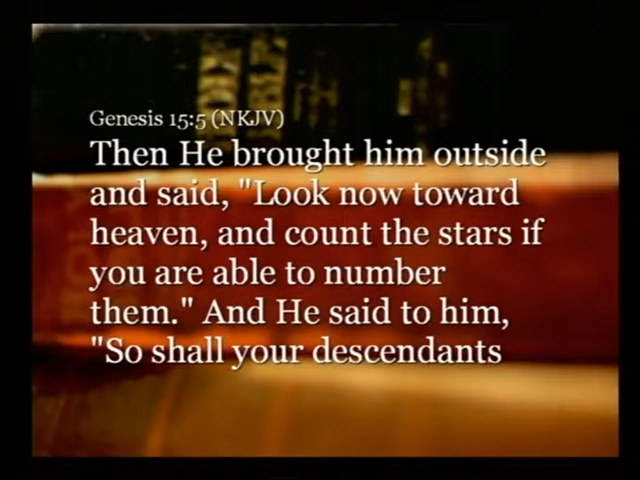 Genesis 15:5 (NKJV)
Then He brought him outside
and said, "Look now toward
heaven, and count the stars if
you are able to number
them." And He said to him,
"So shall your descendants